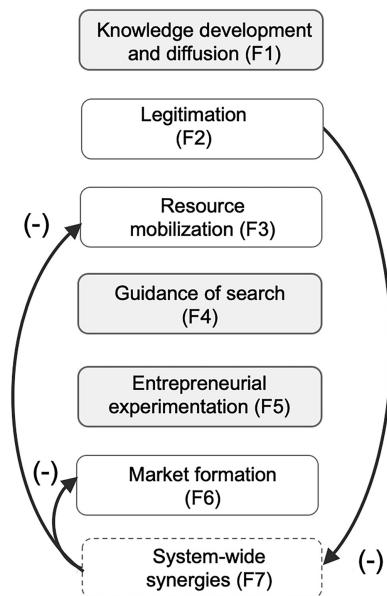 Knowledge development
and diffusion (F1)
Legitimation
(F2)
(-)
Resource
mobilization (F3)
Guidance of search
(F4)
Entrepreneurial
experimentation (F5)
(-)
Market formation
(F6)
System-wide
synergies (F7)
(-)